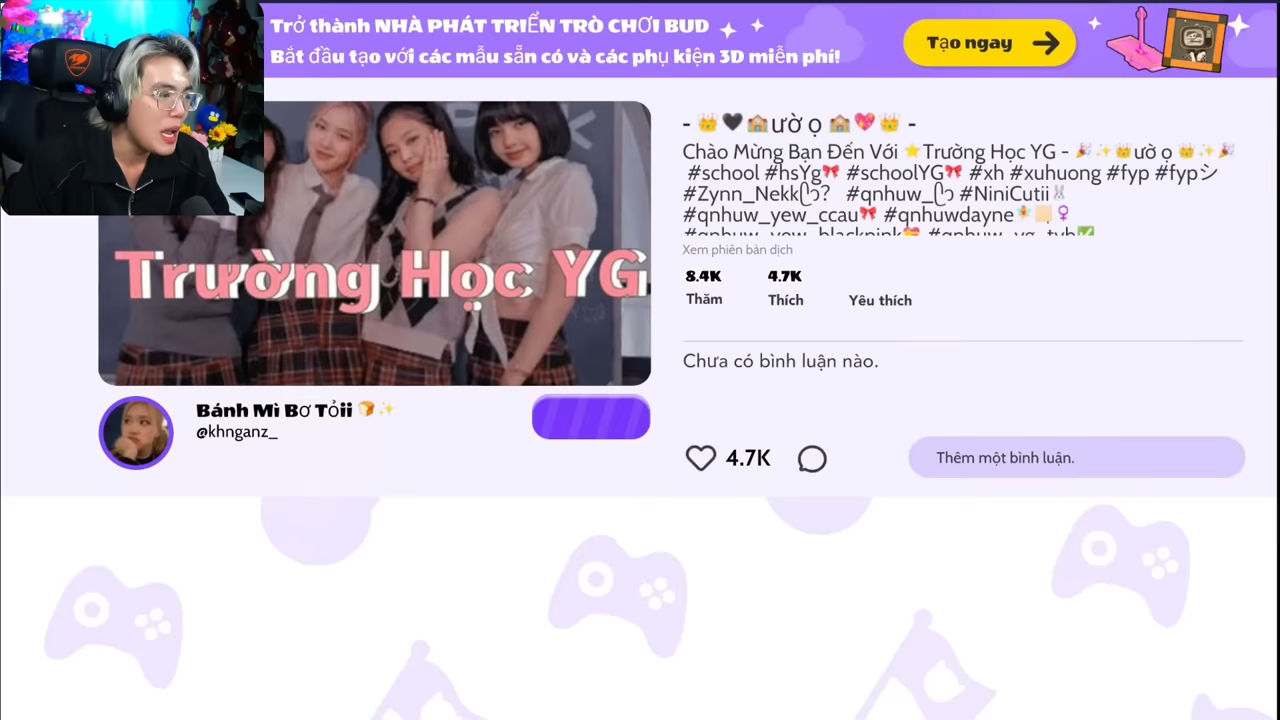 Trở thành NHÀ PHÁT TRIỂN TRÒ CHƠI BUD
Bắt đầu tạo với các mẫu sẵn có và các phụ kiện 3D miễn phí!
Tạo ngay
Trường Học YG
Bánh Mì Bơ Tỏii 🍞✨
@khnganz_
- 👑🖤🏫ườ ọ 🏫💖👑 -
Chào Mừng Bạn Đến Với ⭐Trường Học YG - 🎉✨👑ườ ọ 👑✨🎉
#school #hsYg🎀 #schoolYG🎀 #xh #xuhuong #fyp #fypシ
#Zynn_Nekk? #qnhuw_ #NiniCutii🐰
#qnhuw_yew_ccau🎀 #qnhuwdayne
#qnhuw_yew_blackpink💝 #qnhuw_yg_tyb✅
Xem phiên bản dịch
8.4K 4.7K
Thăm Thích Yêu thích
Chưa có bình luận nào.
4.7K
Thêm một bình luận.